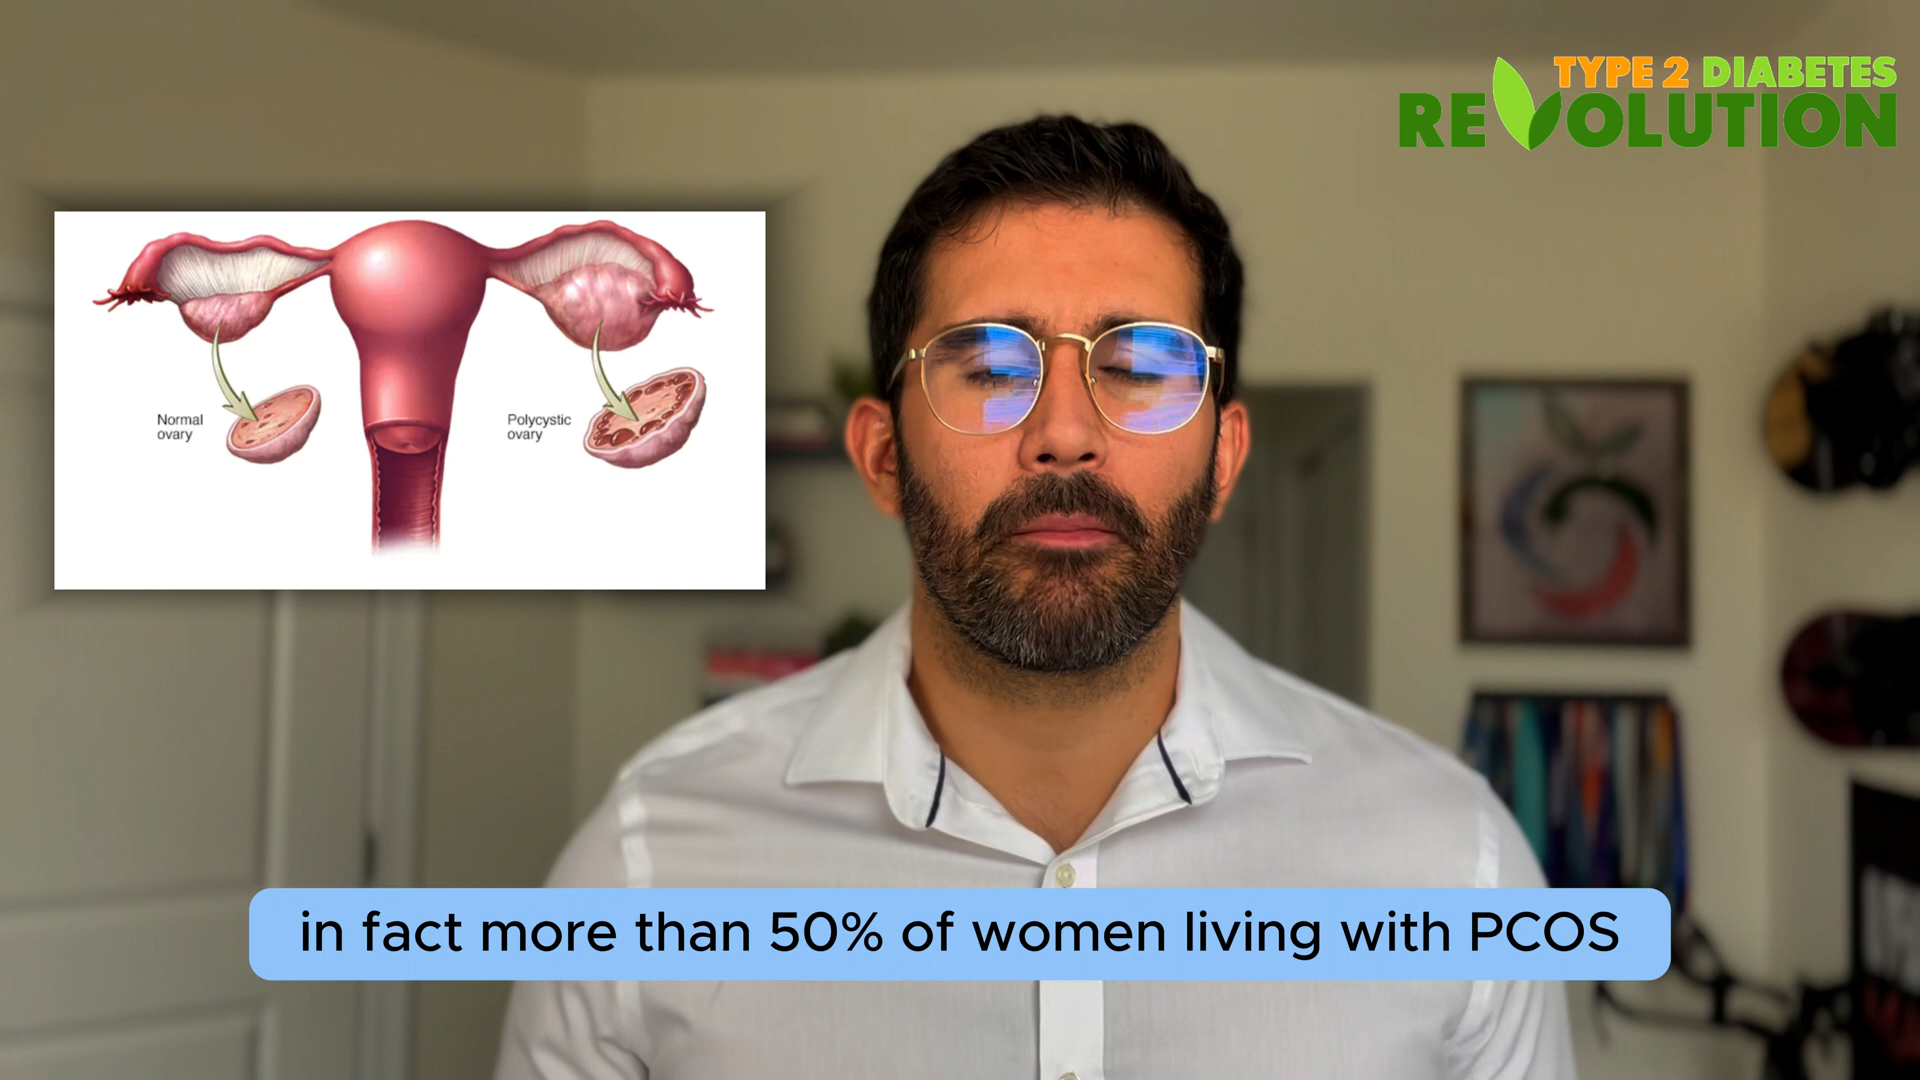 TYPE 2 DIABETES
REVOLUTION
Normal
ovary
Polycystic
ovary
in fact more than 50% of women living with PCOS